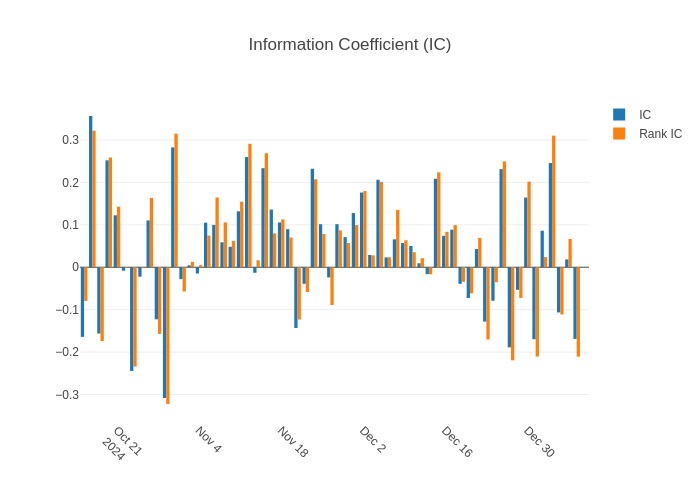 Information Coefficient (IC)
IC
Rank IC
0.3
0.2
0.1
0
−0.1
−0.2
−0.3
Oct 21
2024
Nov 4
Nov 18
Dec 2
Dec 16
Dec 30